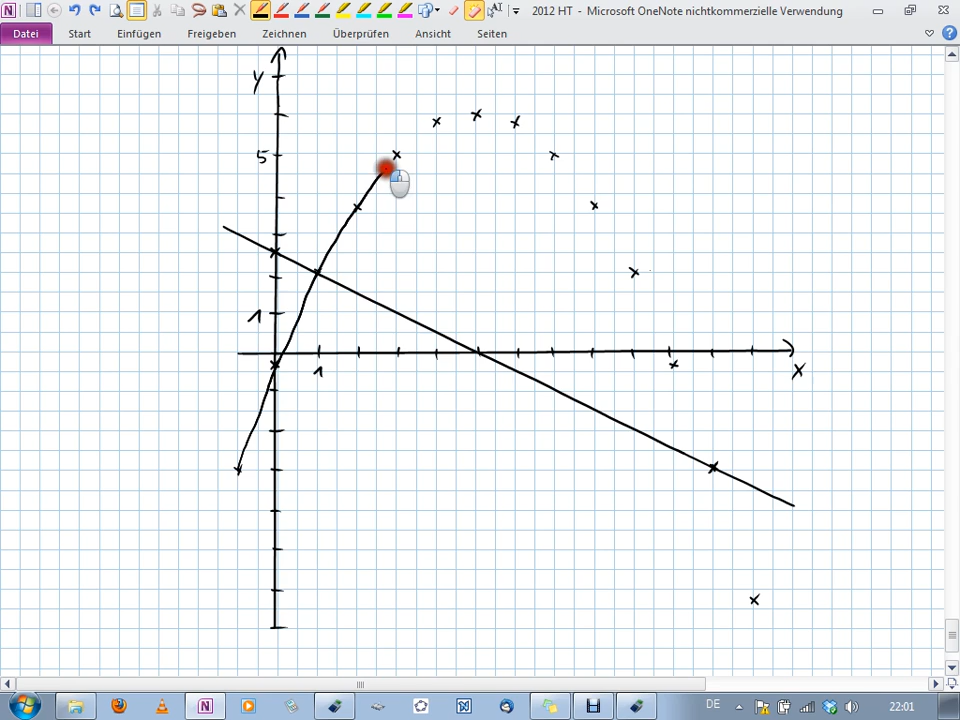 2012 HT - Microsoft OneNote nichtkommerzielle Verwendung
Datei Start Einfügen Freigeben Zeichnen Überprüfen Ansicht Seiten
y
5
1
1
x
DE 22:01